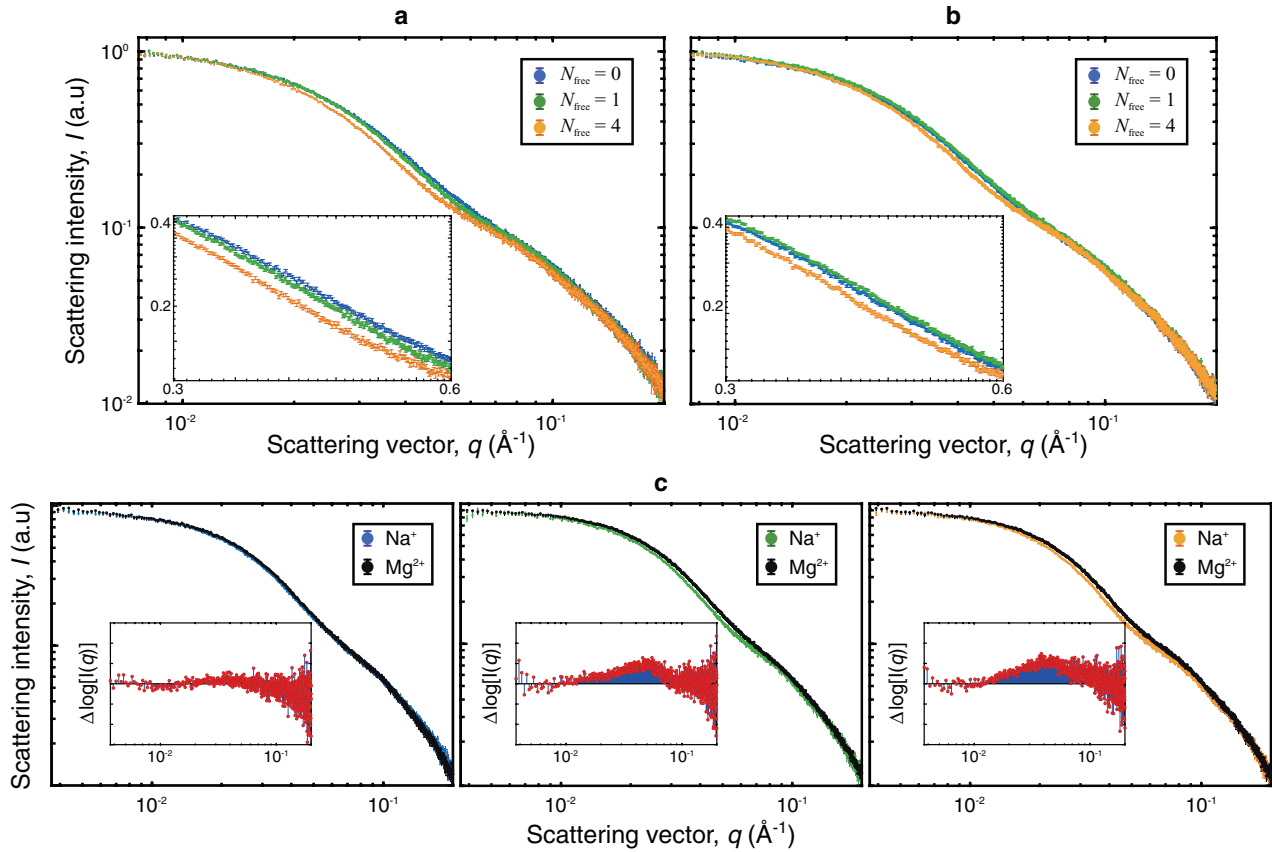 a
b
10⁰
10⁻¹
10⁻²
Scattering intensity, I (a.u)
N_free = 0
N_free = 1
N_free = 4
0.4
0.2
0.3
0.6
10⁻²
10⁻¹
Scattering vector, q (Å⁻¹)
N_free = 0
N_free = 1
N_free = 4
0.4
0.2
0.3
0.6
10⁻²
10⁻¹
Scattering vector, q (Å⁻¹)
c
Scattering intensity, I (a.u)
Na⁺
Mg²⁺
Δlog[I(q)]
10⁻²
10⁻¹
10⁻²
10⁻¹
Na⁺
Mg²⁺
Δlog[I(q)]
10⁻²
10⁻¹
10⁻²
10⁻¹
Na⁺
Mg²⁺
Δlog[I(q)]
10⁻²
10⁻¹
10⁻²
10⁻¹
Scattering vector, q (Å⁻¹)